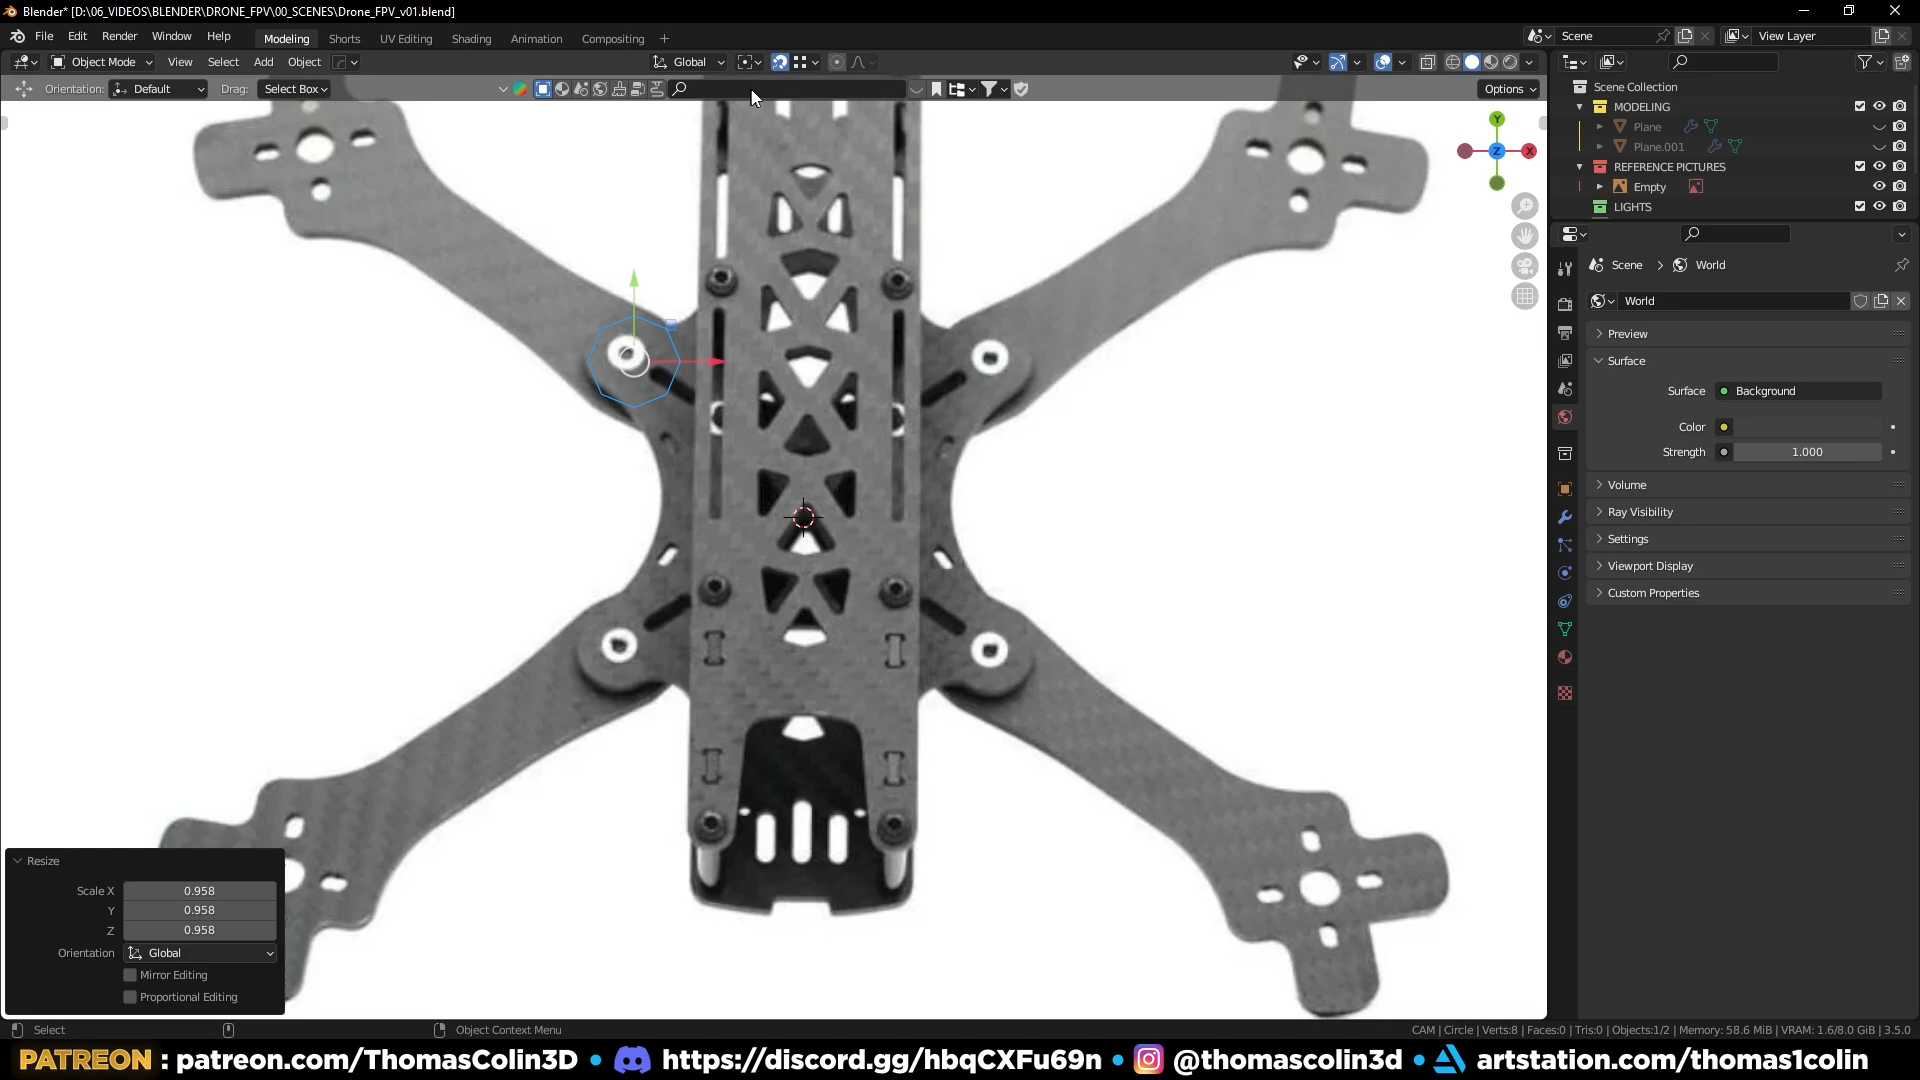 Blender* [D:\06_VIDEOS\BLENDER\DRONE_FPV\00_SCENES\Drone_FPV_v01.blend]
File Edit Render Window Help
Modeling Shorts UV Editing Shading Animation Compositing +
Scene
View Layer
Object Mode View Select Add Object
Global
Orientation: Default Drag: Select Box
Options
Y
Z
X
Scene Collection
MODELING
Plane
Plane.001
REFERENCE PICTURES
Empty
LIGHTS
Scene > World
World
Preview
Surface
Surface Background
Color
Strength 1.000
Volume
Ray Visibility
Settings
Viewport Display
Custom Properties
Resize
Scale X 0.958
Y 0.958
Z 0.958
Orientation Global
Mirror Editing
Proportional Editing
Select
Object Context Menu
CAM | Circle | Verts:8 | Faces:0 | Tris:0 | Objects:1/2 | Memory: 58.6 MiB | VRAM: 1.6/8.0 GiB | 3.5.0
PATREON : patreon.com/ThomasColin3D • https://discord.gg/hbqCXFu69n • @thomascolin3d • artstation.com/thomas1colin